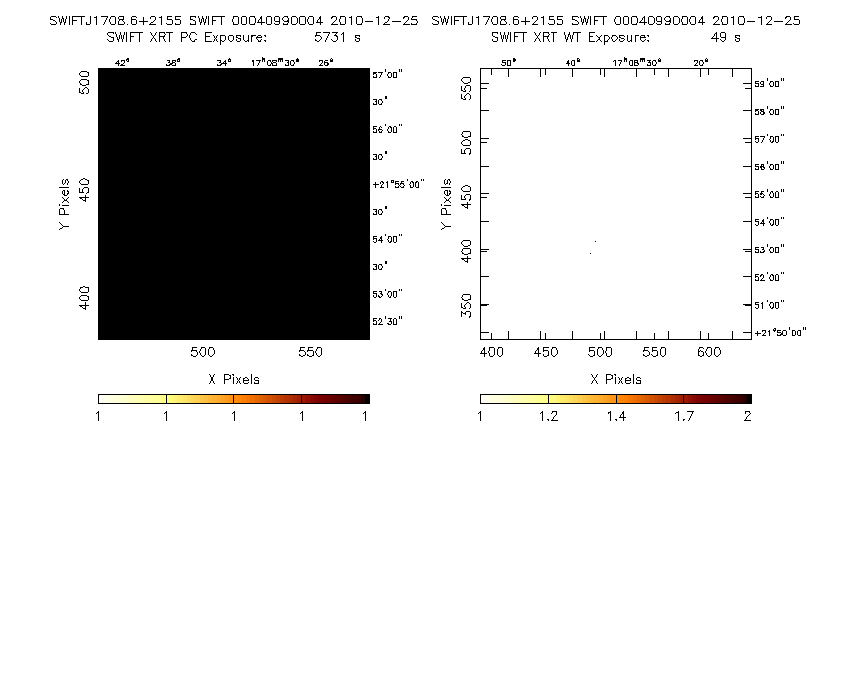 SWIFTJ1708.6+2155 SWIFT 00040990004 2010-12-25
SWIFT XRT PC Exposure: 5731 s
42ˢ 38ˢ 34ˢ 17ʰ08ᵐ30ˢ 26ˢ
500
450
400
Y Pixels
57'00"
30"
56'00"
30"
+21°55'00"
30"
54'00"
30"
53'00"
52'30"
500 550
X Pixels
1 1 1 1 1
SWIFTJ1708.6+2155 SWIFT 00040990004 2010-12-25
SWIFT XRT WT Exposure: 49 s
50ˢ 40ˢ 17ʰ08ᵐ30ˢ 20ˢ
550
500
450
400
350
Y Pixels
59'00"
58'00"
57'00"
56'00"
55'00"
54'00"
53'00"
52'00"
51'00"
+21°50'00"
400 450 500 550 600
X Pixels
1 1.2 1.4 1.7 2